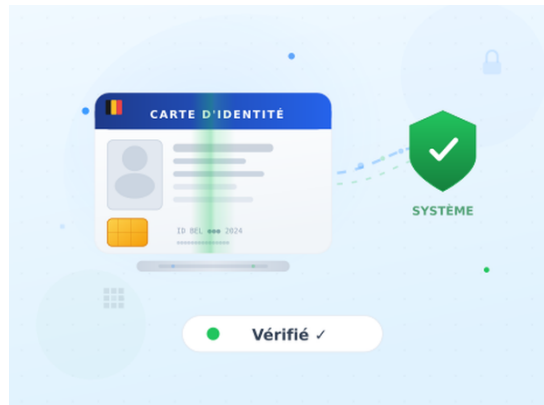 CARTE D'IDENTITÉ
ID BEL ●●● 2024
SYSTÈME
Vérifié ✓